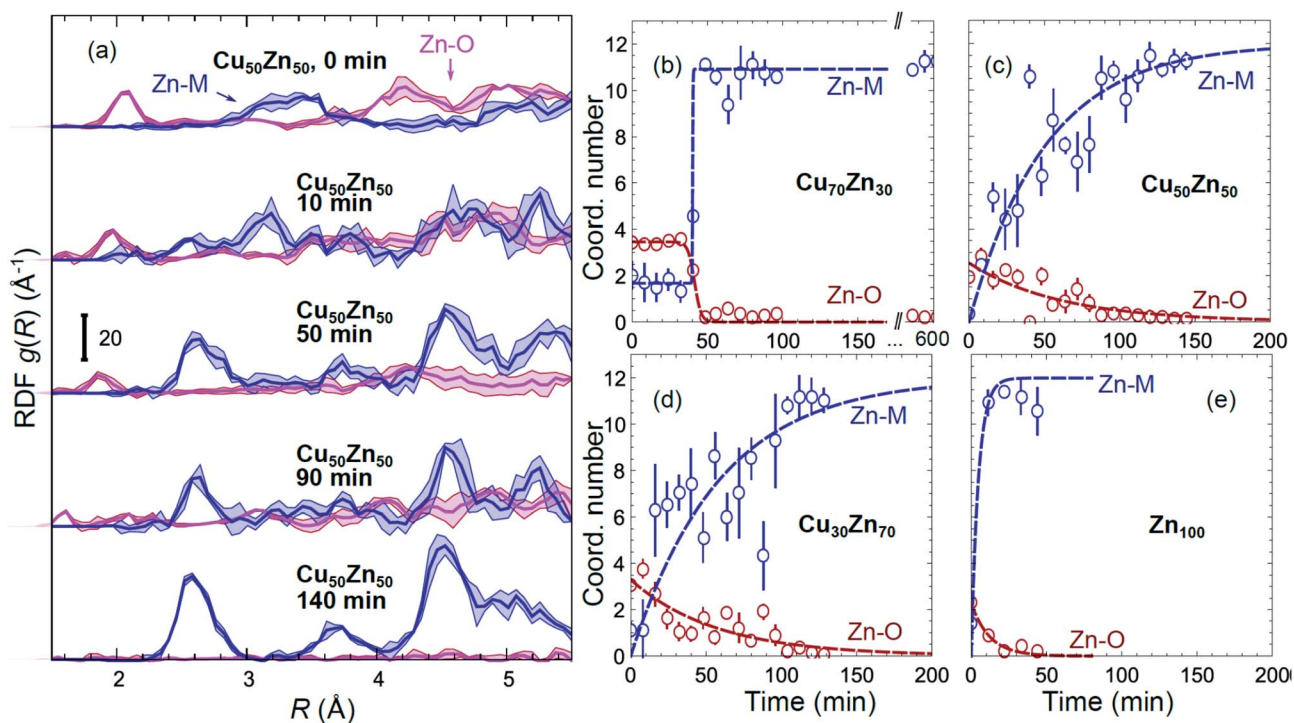 (a)
Zn-O
Cu50Zn50, 0 min
Zn-M
Cu50Zn50
10 min
20
Cu50Zn50
50 min
Cu50Zn50
90 min
Cu50Zn50
140 min
RDF g(R) (Å-1)
2 3 4 5
R (Å)
(b)
Zn-M
Cu70Zn30
Zn-O
Coord. number
12
10
8
6
4
2
0
0 50 100 150 ... 600
//
//
(c)
Zn-M
Cu50Zn50
Zn-O
0 50 100 150 200
(d)
Zn-M
Cu30Zn70
Zn-O
Coord. number
12
10
8
6
4
2
0
0 50 100 150 200
Time (min)
(e)
Zn-M
Zn100
Zn-O
0 50 100 150 200
Time (min)